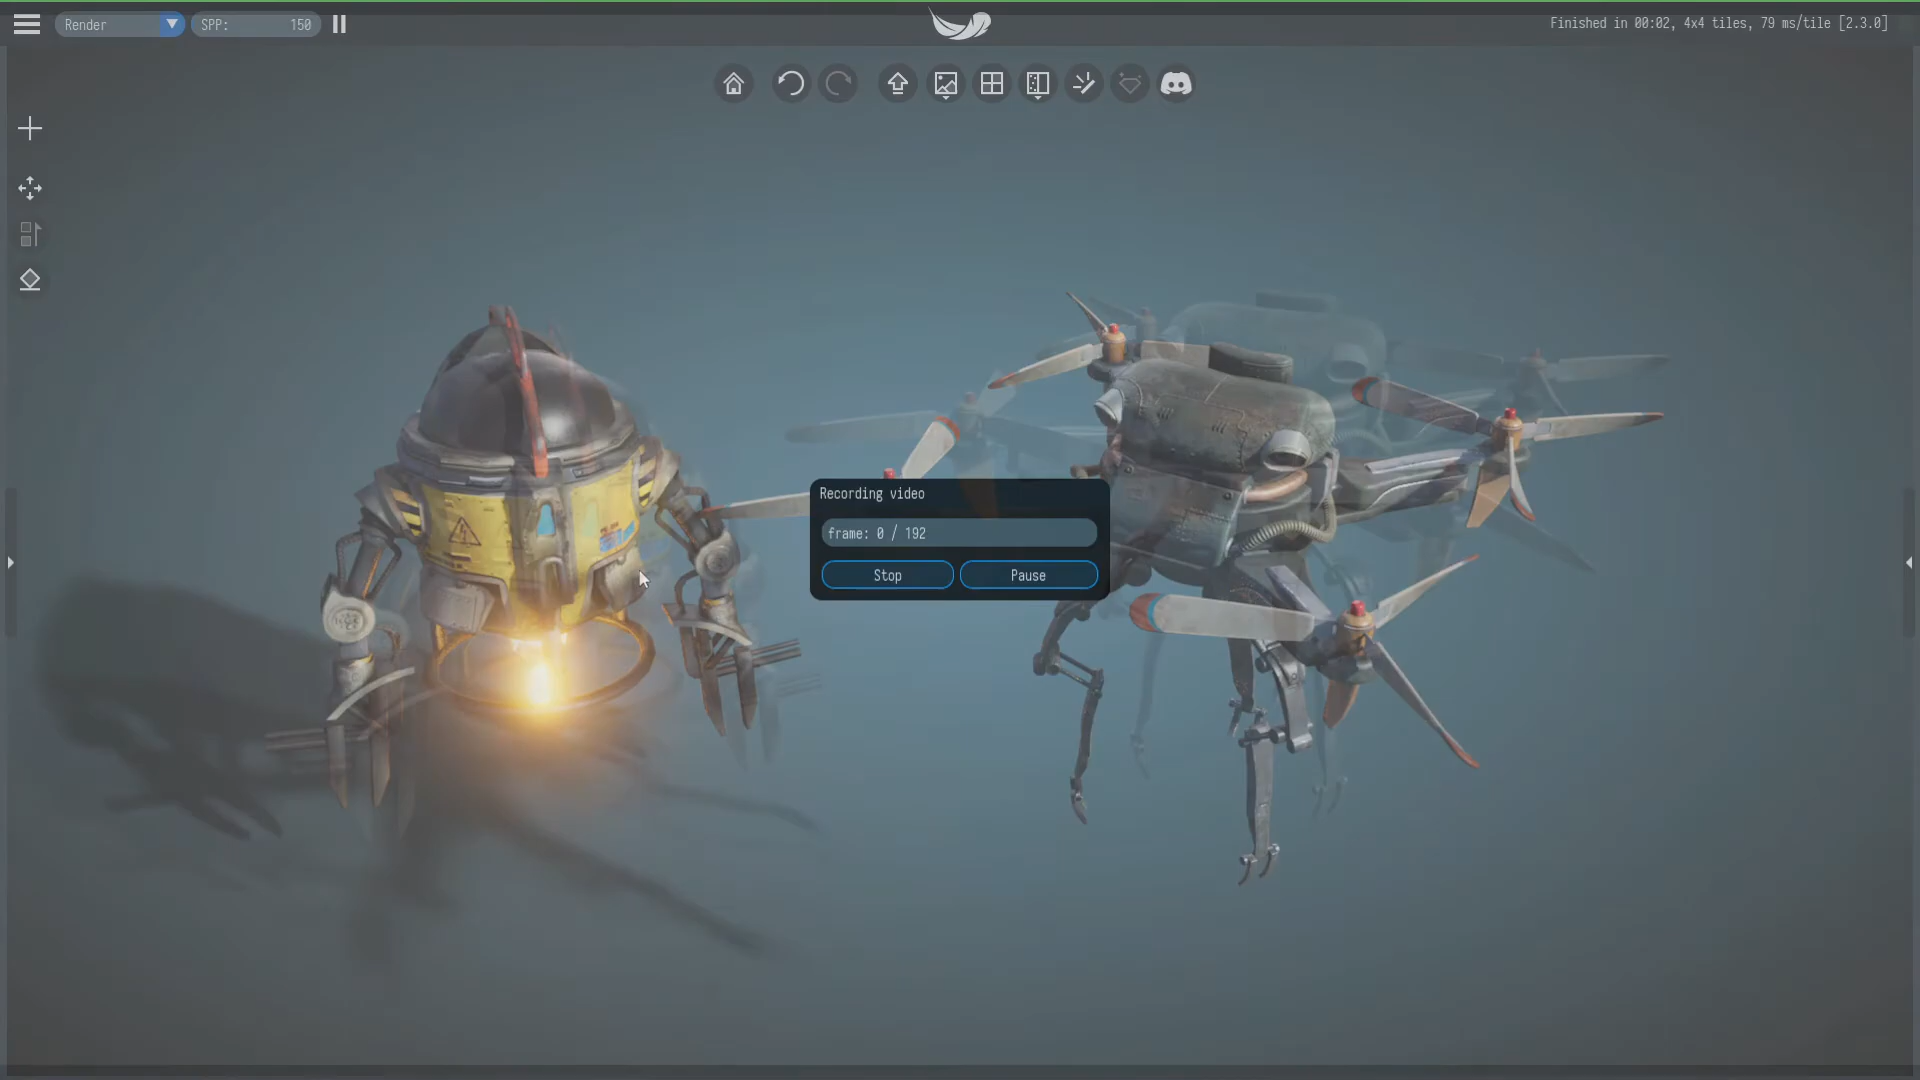 Render
SPP: 150
Finished in 00:02, 4x4 tiles, 79 ms/tile [2.3.0]
Recording video
frame: 0 / 192
Stop
Pause